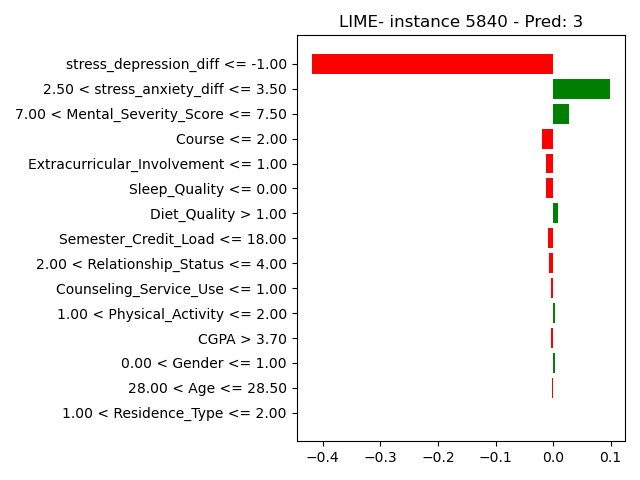 LIME- instance 5840 - Pred: 3
stress_depression_diff <= -1.00
2.50 < stress_anxiety_diff <= 3.50
7.00 < Mental_Severity_Score <= 7.50
Course <= 2.00
Extracurricular_Involvement <= 1.00
Sleep_Quality <= 0.00
Diet_Quality > 1.00
Semester_Credit_Load <= 18.00
2.00 < Relationship_Status <= 4.00
Counseling_Service_Use <= 1.00
1.00 < Physical_Activity <= 2.00
CGPA > 3.70
0.00 < Gender <= 1.00
28.00 < Age <= 28.50
1.00 < Residence_Type <= 2.00
−0.4 −0.3 −0.2 −0.1 0.0 0.1